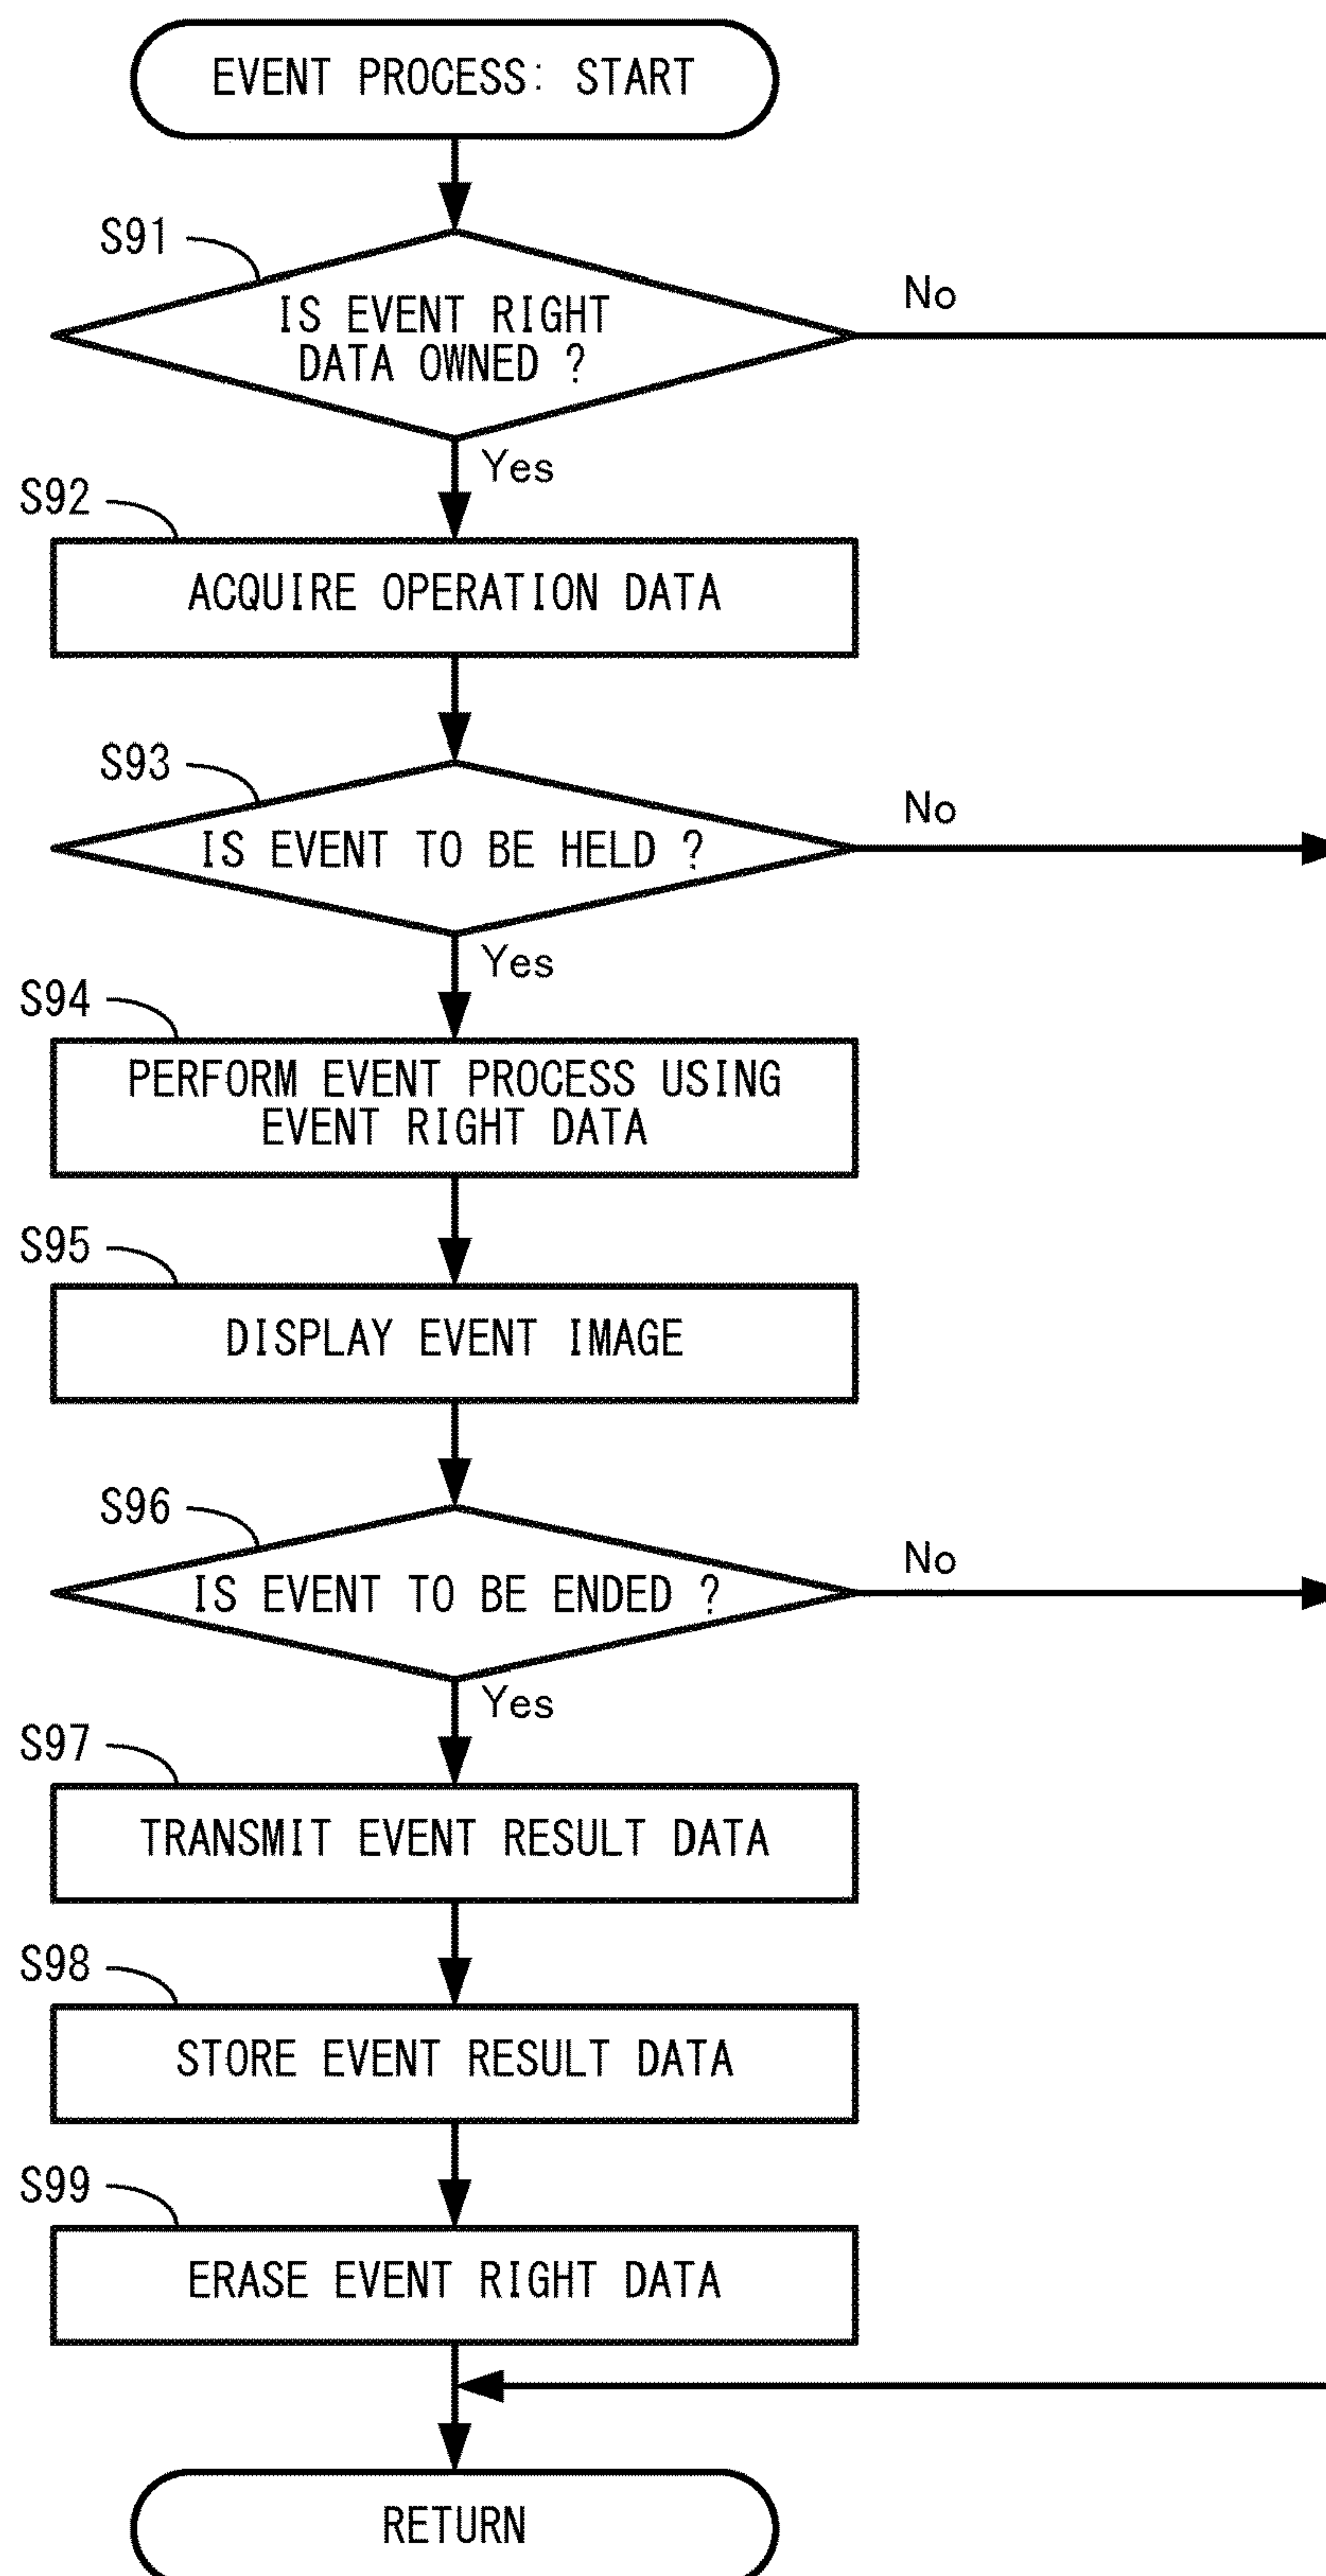 EVENT PROCESS: START
S91
IS EVENT RIGHT
DATA OWNED ?
No
Yes
S92
ACQUIRE OPERATION DATA
S93
IS EVENT TO BE HELD ?
No
Yes
S94
PERFORM EVENT PROCESS USING
EVENT RIGHT DATA
S95
DISPLAY EVENT IMAGE
S96
IS EVENT TO BE ENDED ?
No
Yes
S97
TRANSMIT EVENT RESULT DATA
S98
STORE EVENT RESULT DATA
S99
ERASE EVENT RIGHT DATA
RETURN